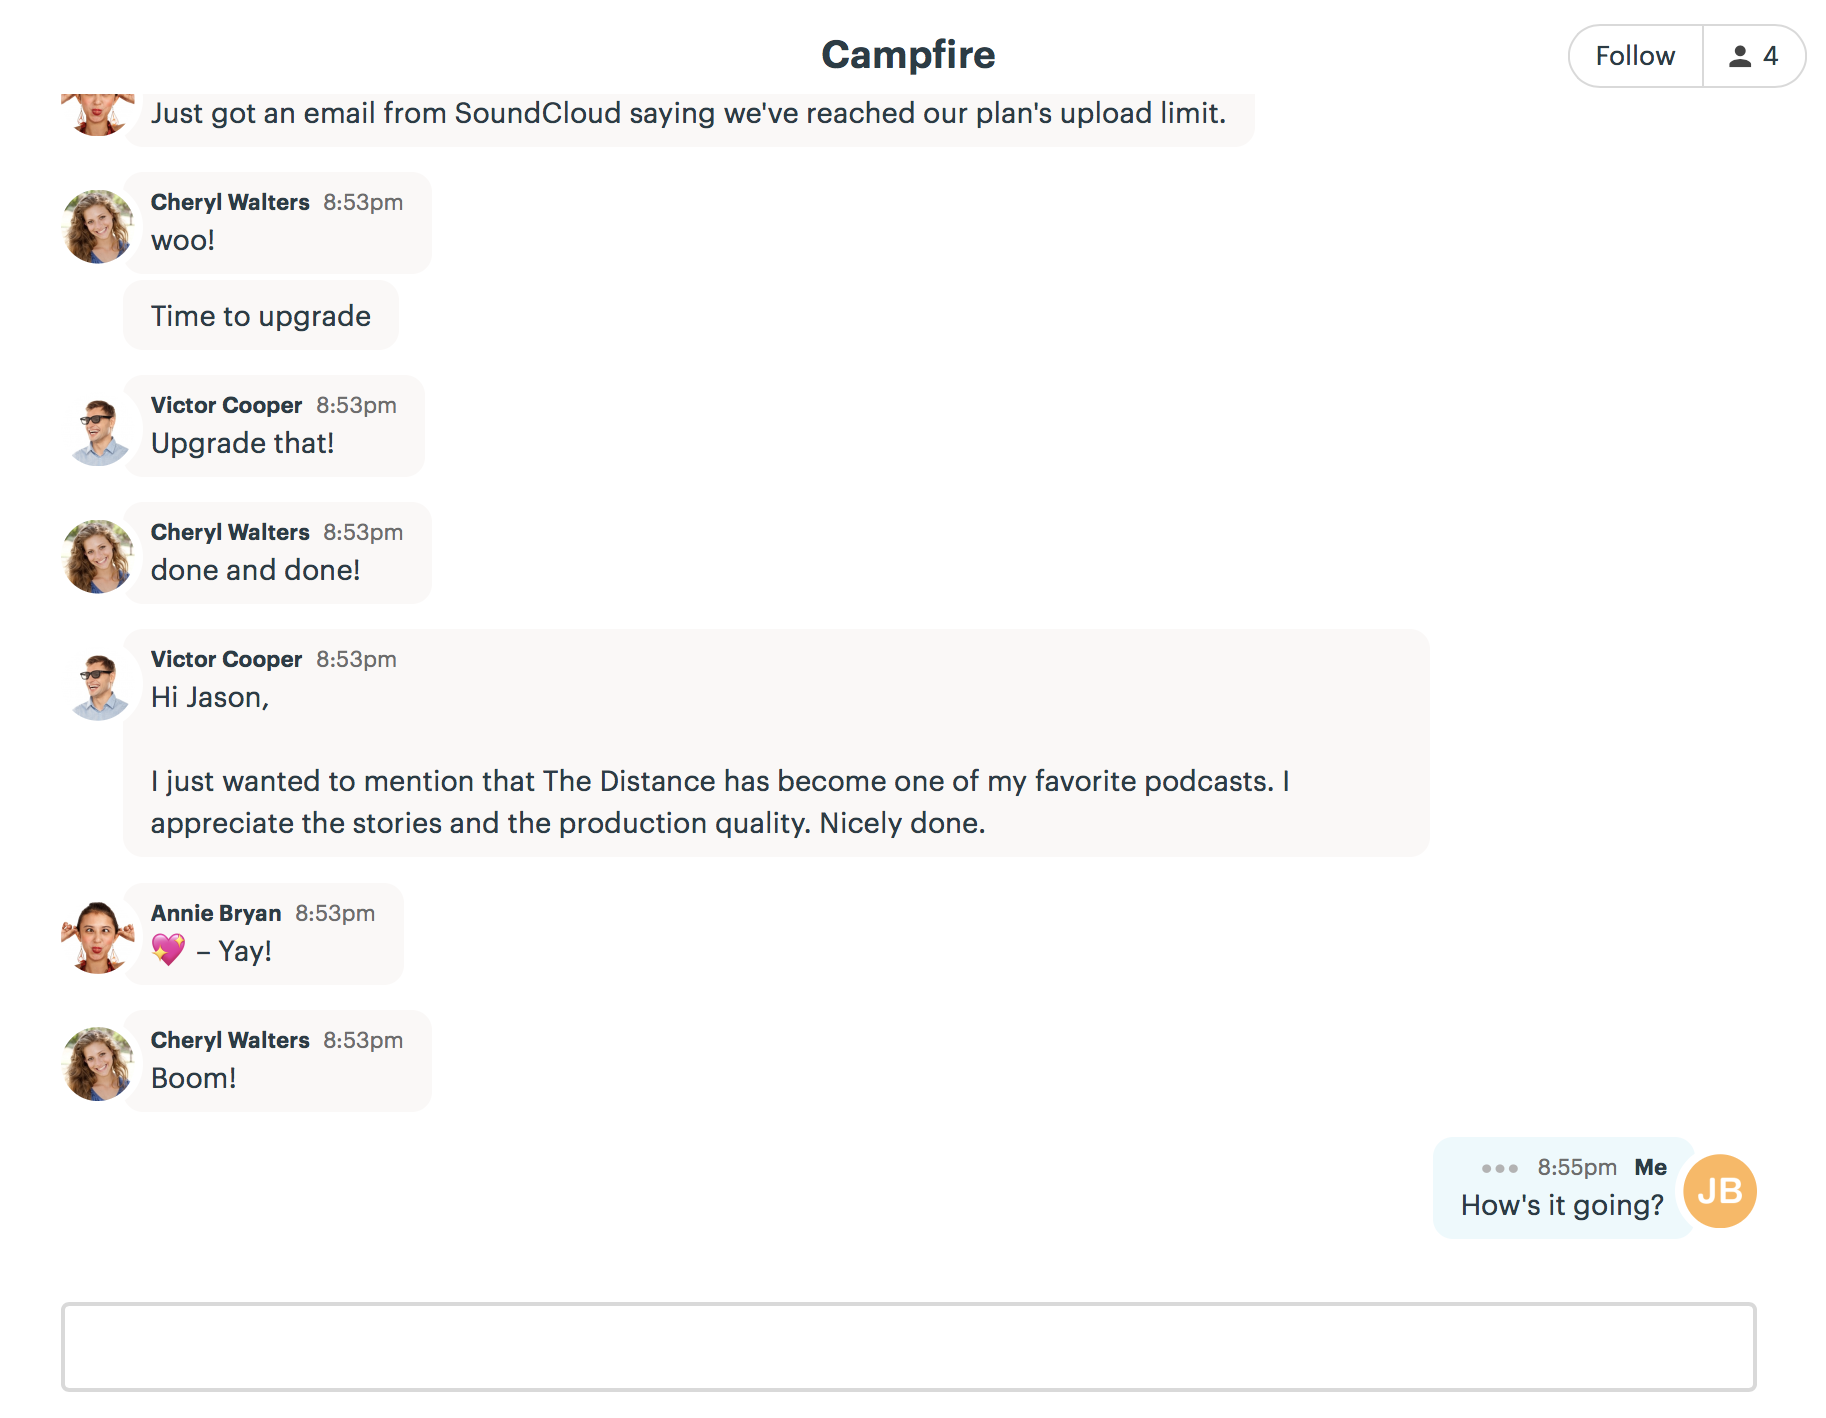 Campfire
Follow
4
Just got an email from SoundCloud saying we've reached our plan's upload limit.
Cheryl Walters 8:53pm
woo!
Time to upgrade
Victor Cooper 8:53pm
Upgrade that!
Cheryl Walters 8:53pm
done and done!
Victor Cooper 8:53pm
Hi Jason,
I just wanted to mention that The Distance has become one of my favorite podcasts. I
appreciate the stories and the production quality. Nicely done.
Annie Bryan 8:53pm
💖 – Yay!
Cheryl Walters 8:53pm
Boom!
••• 8:55pm Me
How's it going?
JB